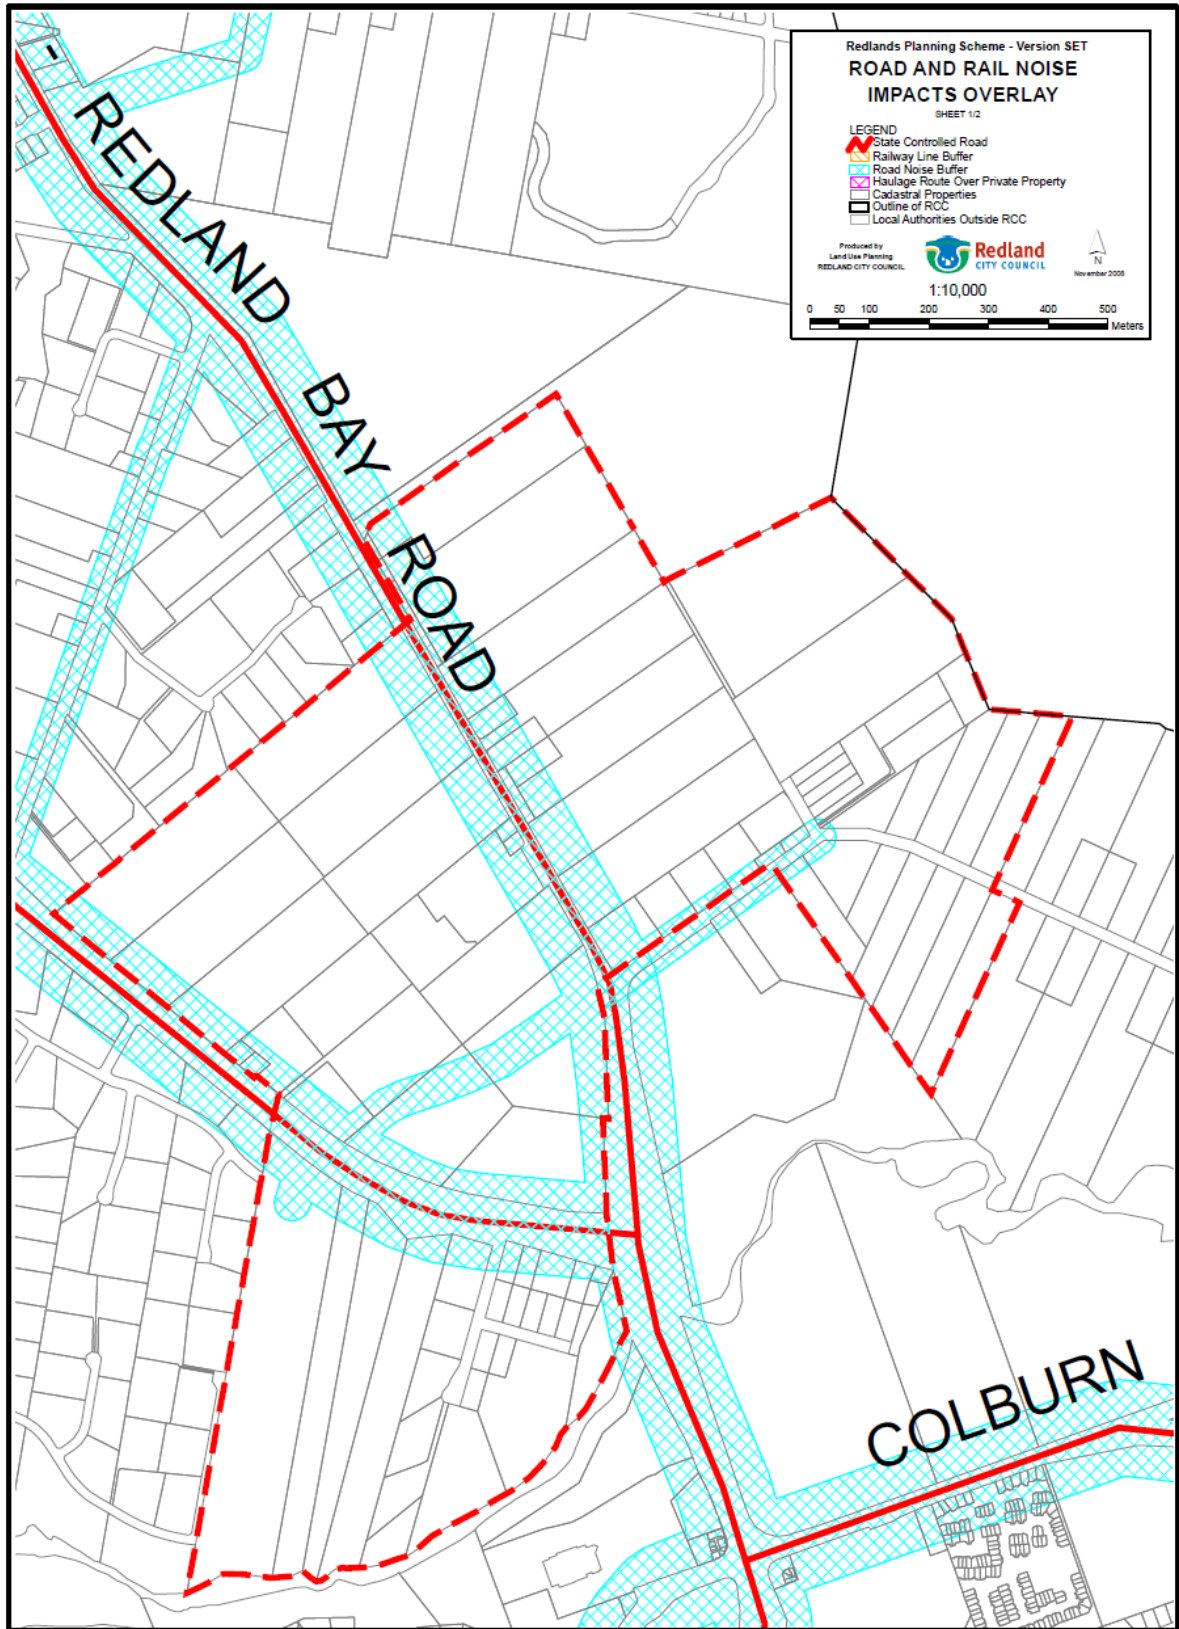 Redlands Planning Scheme - Version SET
ROAD AND RAIL NOISE
IMPACTS OVERLAY
SHEET 1/2
LEGEND
State Controlled Road
Railway Line Buffer
Road Noise Buffer
Haulage Route Over Private Property
Cadastral Properties
Outline of RCC
Local Authorities Outside RCC
Produced by
Land Use Planning
REDLAND CITY COUNCIL
Redland
CITY COUNCIL
N
November 2008
1:10,000
0 50 100 200 300 400 500
Meters
- REDLAND BAY ROAD
COLBURN